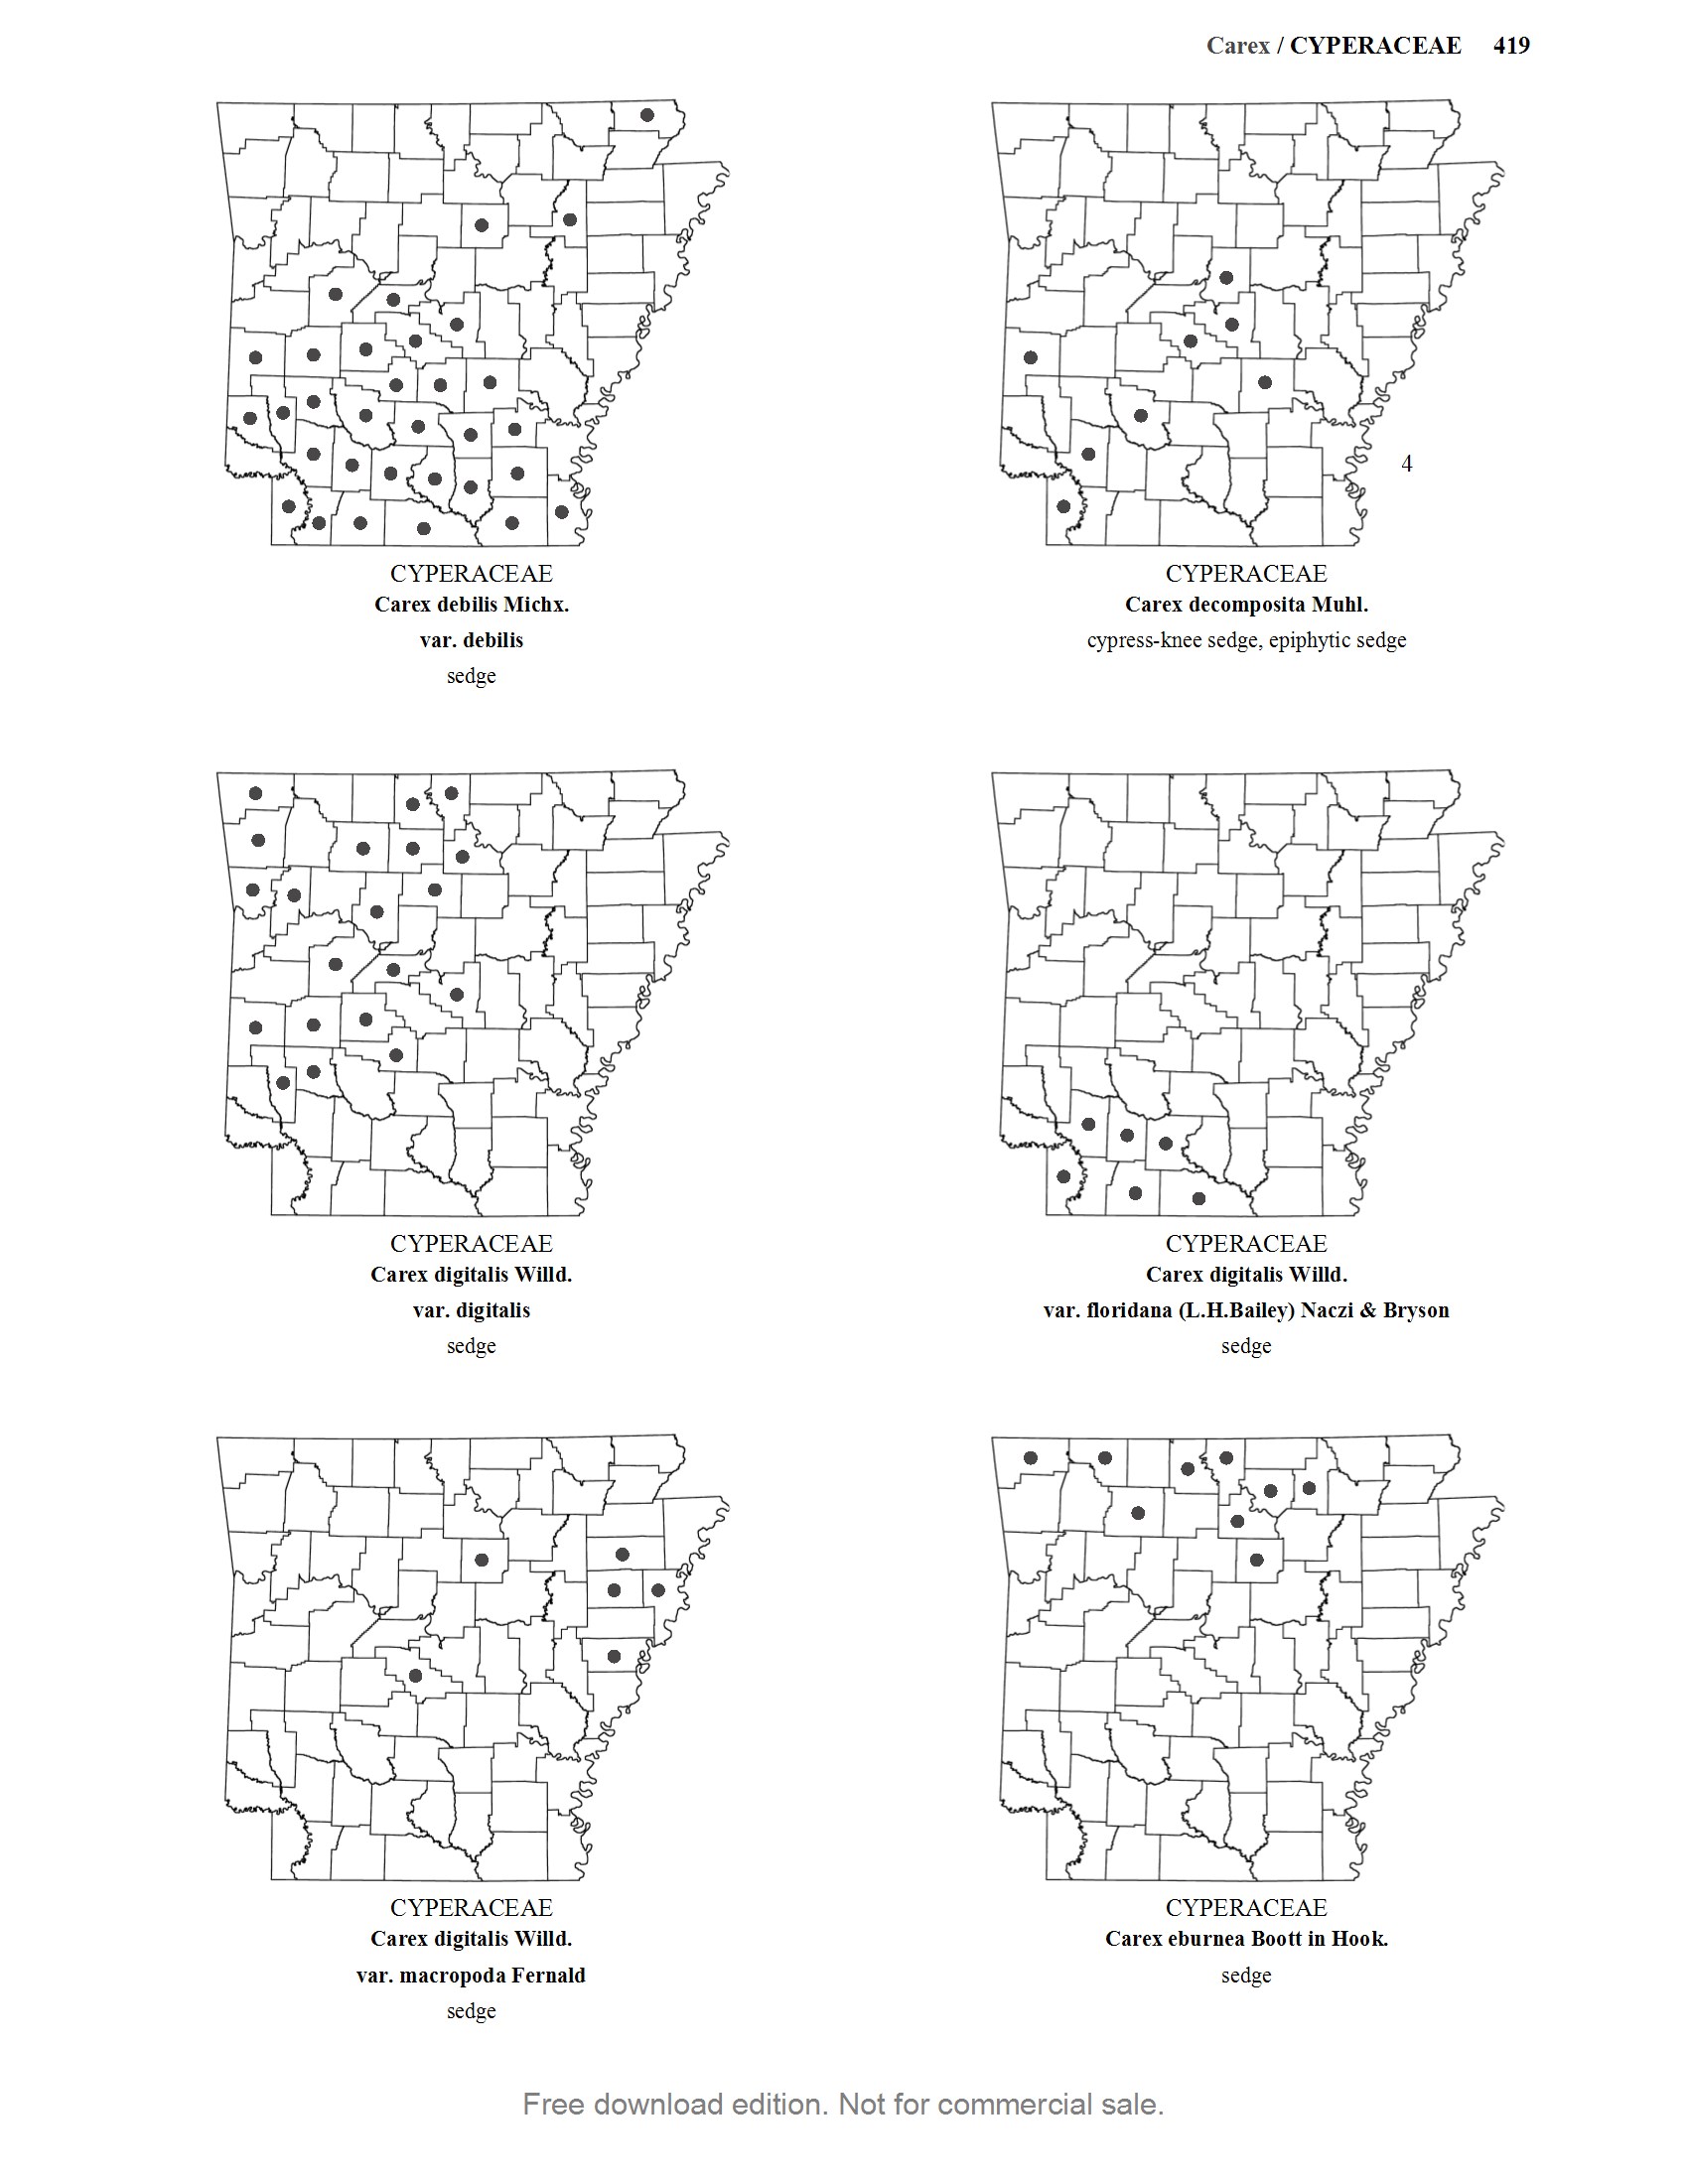 Carex / CYPERACEAE 419
4
CYPERACEAE
Carex debilis Michx.
var. debilis
sedge
CYPERACEAE
Carex decomposita Muhl.
cypress-knee sedge, epiphytic sedge
CYPERACEAE
Carex digitalis Willd.
var. digitalis
sedge
CYPERACEAE
Carex digitalis Willd.
var. floridana (L.H.Bailey) Naczi & Bryson
sedge
CYPERACEAE
Carex digitalis Willd.
var. macropoda Fernald
sedge
CYPERACEAE
Carex eburnea Boott in Hook.
sedge
Free download edition. Not for commercial sale.